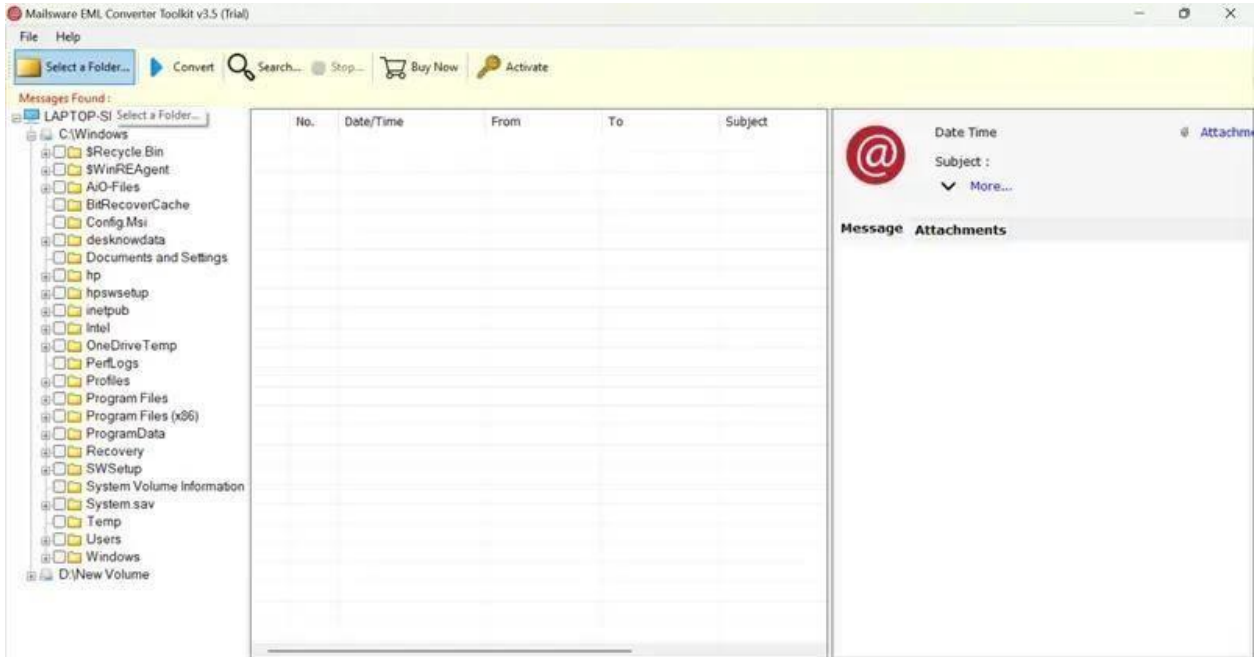 Mailsware EML Converter Toolkit v3.5 (Trial)
File Help
Select a Folder... Convert Search... Stop... Buy Now Activate
Messages Found :
LAPTOP-SI Select a Folder...
C:\Windows
$Recycle.Bin
$WinREAgent
AiO-Files
BitRecoverCache
Config.Msi
desknowdata
Documents and Settings
hp
hpswsetup
inetpub
Intel
OneDriveTemp
PerfLogs
Profiles
Program Files
Program Files (x86)
ProgramData
Recovery
SWSetup
System Volume Information
System.sav
Temp
Users
Windows
D:\New Volume
No. Date/Time From To Subject
@
Date Time Attachme
Subject :
More...
Message Attachments